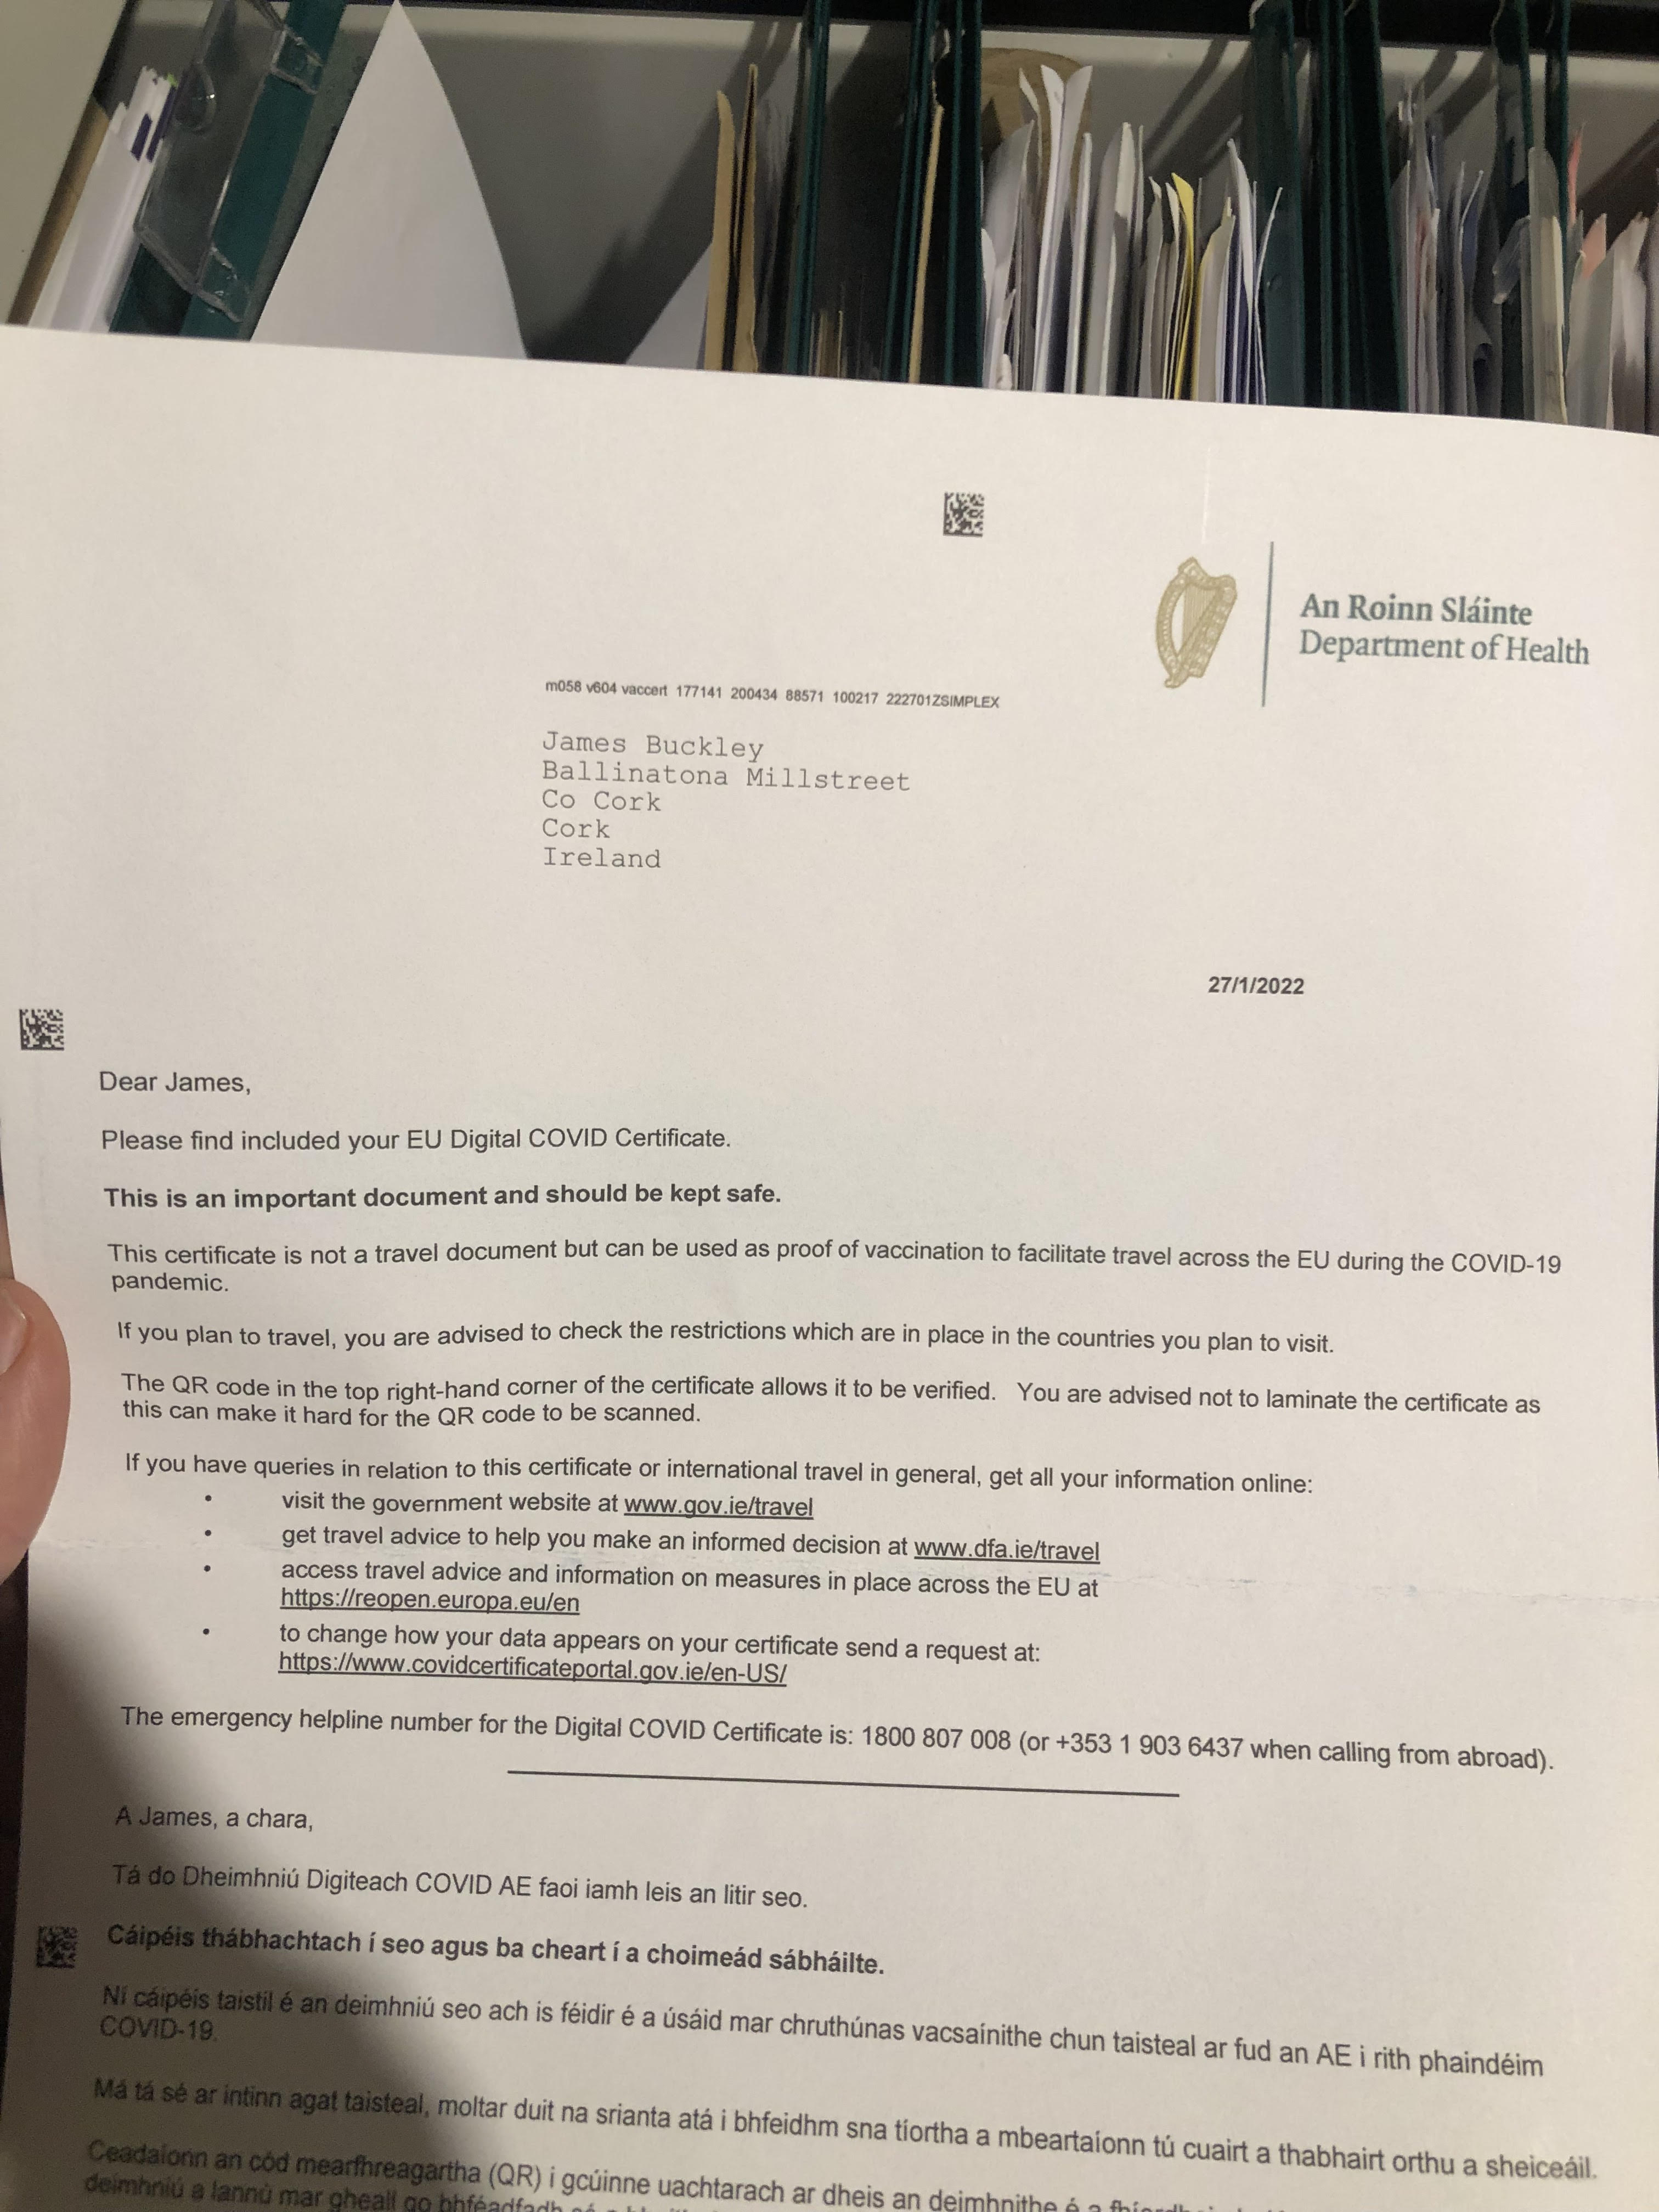 An Roinn Sláinte
Department of Health
m058 v604 vaccert 177141 200434 88571 100217 222701ZSIMPLEX
James Buckley
Ballinatona Millstreet
Co Cork
Cork
Ireland
27/1/2022
Dear James,
Please find included your EU Digital COVID Certificate.
This is an important document and should be kept safe.
This certificate is not a travel document but can be used as proof of vaccination to facilitate travel across the EU during the COVID-19
pandemic.
If you plan to travel, you are advised to check the restrictions which are in place in the countries you plan to visit.
The QR code in the top right-hand corner of the certificate allows it to be verified. You are advised not to laminate the certificate as
this can make it hard for the QR code to be scanned.
If you have queries in relation to this certificate or international travel in general, get all your information online:
• visit the government website at www.gov.ie/travel
• get travel advice to help you make an informed decision at www.dfa.ie/travel
• access travel advice and information on measures in place across the EU at
https://reopen.europa.eu/en
• to change how your data appears on your certificate send a request at:
https://www.covidcertificateportal.gov.ie/en-US/
The emergency helpline number for the Digital COVID Certificate is: 1800 807 008 (or +353 1 903 6437 when calling from abroad).
A James, a chara,
Tá do Dheimhniú Digiteach COVID AE faoi iamh leis an litir seo.
Cáipéis thábhachtach í seo agus ba cheart í a choimeád sábháilte.
Ní cáipéis taistil é an deimhniú seo ach is féidir é a úsáid mar chruthúnas vacsaínithe chun taisteal ar fud an AE i rith phaindéim
COVID-19.
Má tá sé ar intinn agat taisteal, moltar duit na srianta atá i bhfeidhm sna tíortha a mbeartaíonn tú cuairt a thabhairt orthu a sheiceáil.
Ceadaíonn an cód mearfhreagartha (QR) i gcúinne uachtarach ar dheis an deimhnithe é a
deimhniú a lannú mar gheall go bhféadfadh